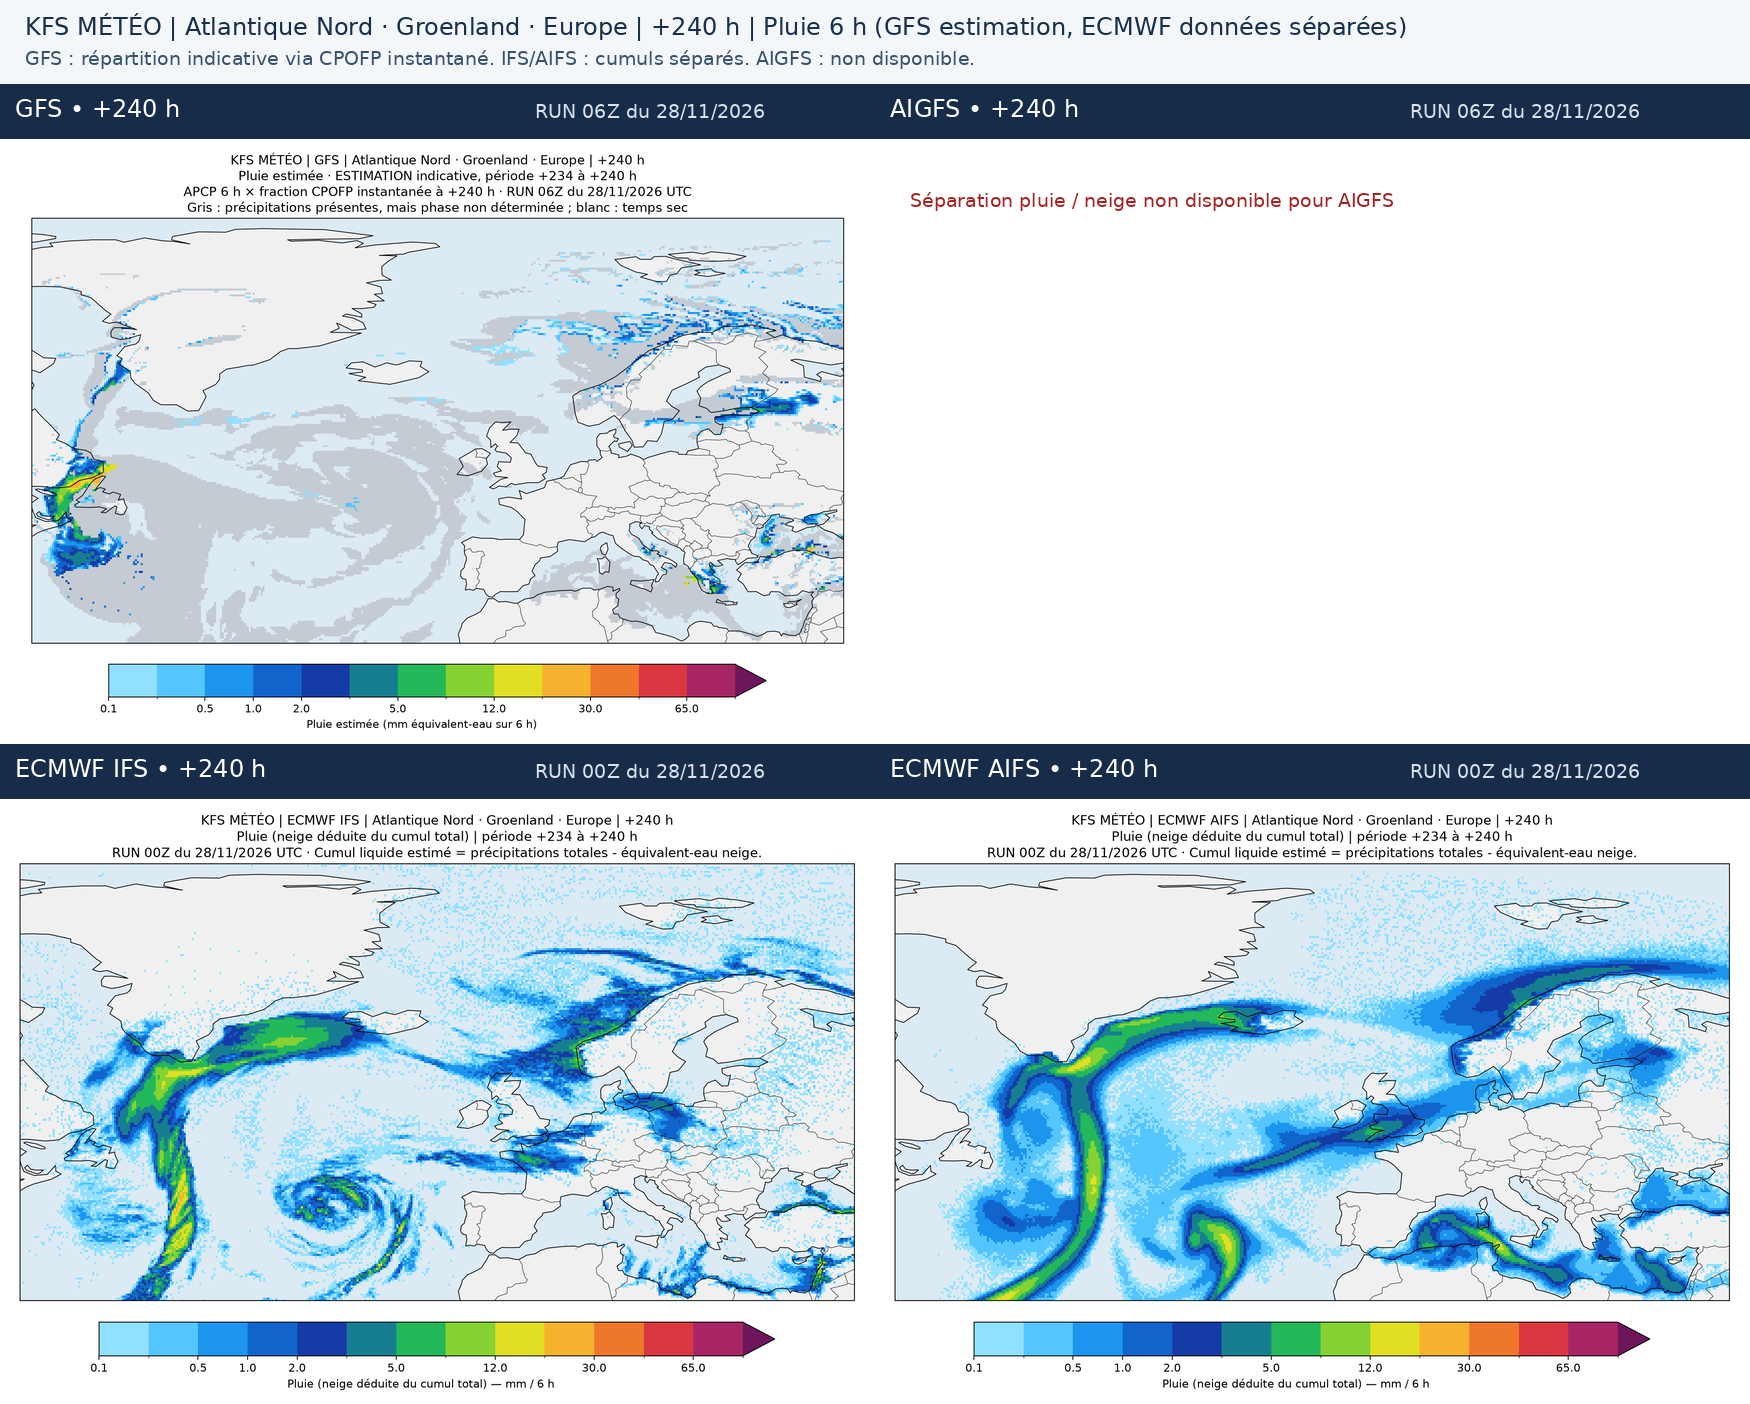 KFS MÉTÉO | Atlantique Nord · Groenland · Europe | +240 h | Pluie 6 h (GFS estimation, ECMWF données séparées)
GFS : répartition indicative via CPOFP instantané. IFS/AIFS : cumuls séparés. AIGFS : non disponible.
GFS • +240 h
RUN 06Z du 28/11/2026
AIGFS • +240 h
RUN 06Z du 28/11/2026
KFS MÉTÉO | GFS | Atlantique Nord · Groenland · Europe | +240 h
Pluie estimée · ESTIMATION indicative, période +234 à +240 h
APCP 6 h × fraction CPOFP instantanée à +240 h · RUN 06Z du 28/11/2026 UTC
Gris : précipitations présentes, mais phase non déterminée ; blanc : temps sec
Séparation pluie / neige non disponible pour AIGFS
0.1 0.5 1.0 2.0 5.0 12.0 30.0 65.0
Pluie estimée (mm équivalent-eau sur 6 h)
ECMWF IFS • +240 h
RUN 00Z du 28/11/2026
ECMWF AIFS • +240 h
RUN 00Z du 28/11/2026
KFS MÉTÉO | ECMWF IFS | Atlantique Nord · Groenland · Europe | +240 h
Pluie (neige déduite du cumul total) | période +234 à +240 h
RUN 00Z du 28/11/2026 UTC · Cumul liquide estimé = précipitations totales - équivalent-eau neige.
0.1 0.5 1.0 2.0 5.0 12.0 30.0 65.0
Pluie (neige déduite du cumul total) — mm / 6 h
KFS MÉTÉO | ECMWF AIFS | Atlantique Nord · Groenland · Europe | +240 h
Pluie (neige déduite du cumul total) | période +234 à +240 h
RUN 00Z du 28/11/2026 UTC · Cumul liquide estimé = précipitations totales - équivalent-eau neige.
0.1 0.5 1.0 2.0 5.0 12.0 30.0 65.0
Pluie (neige déduite du cumul total) — mm / 6 h